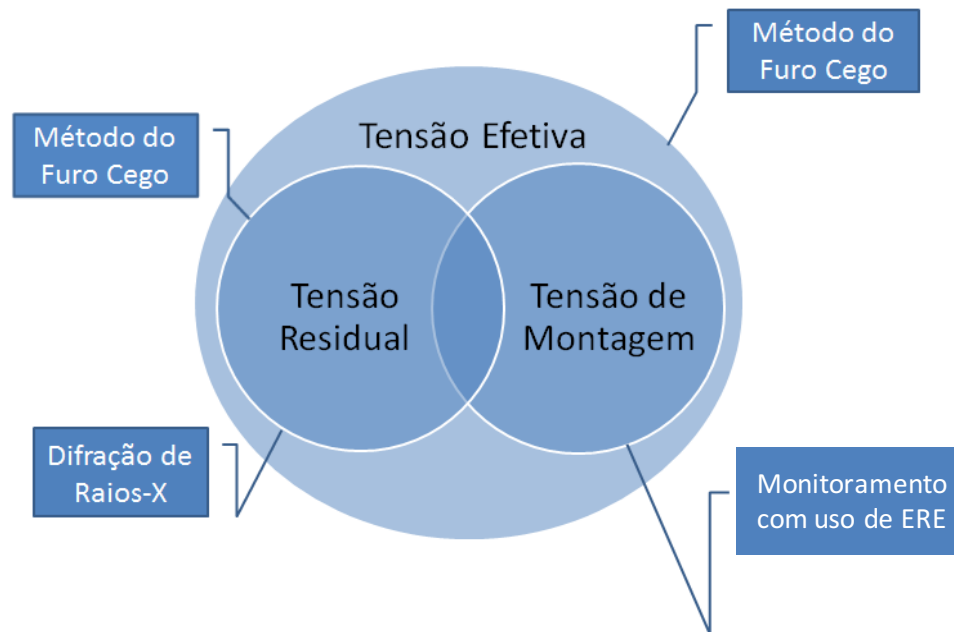 Método do
Furo Cego
Tensão Efetiva
Método do
Furo Cego
Tensão
Residual
Tensão de
Montagem
Difração de
Raios-X
Monitoramento
com uso de ERE